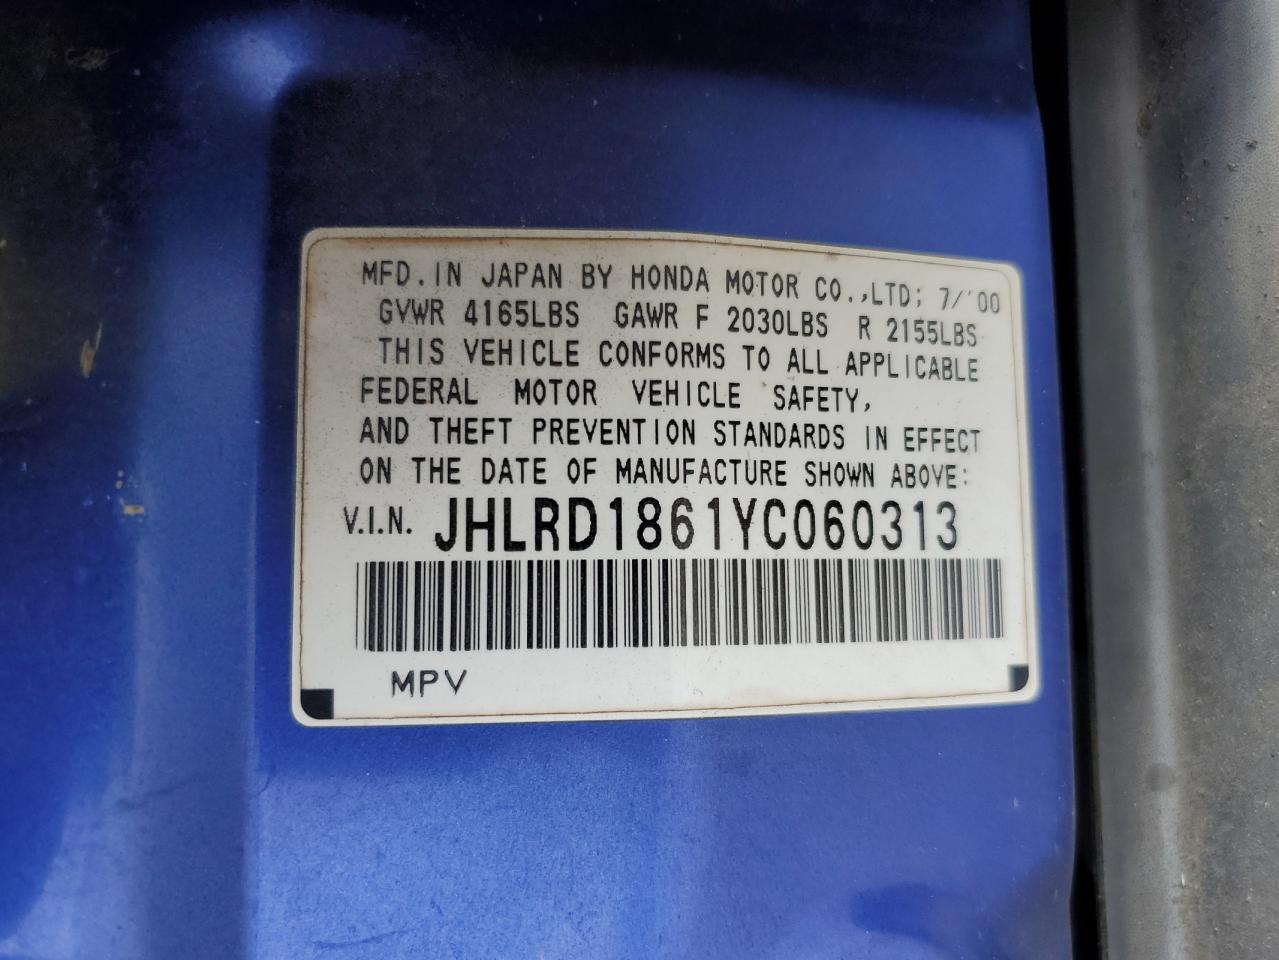 MFD. IN JAPAN BY HONDA MOTOR CO.,LTD; 7/'00
GVWR 4165LBS GAWR F 2030LBS R 2155LBS
THIS VEHICLE CONFORMS TO ALL APPLICABLE
FEDERAL MOTOR VEHICLE SAFETY,
AND THEFT PREVENTION STANDARDS IN EFFECT
ON THE DATE OF MANUFACTURE SHOWN ABOVE:
V.I.N. JHLRD1861YC060313
MPV